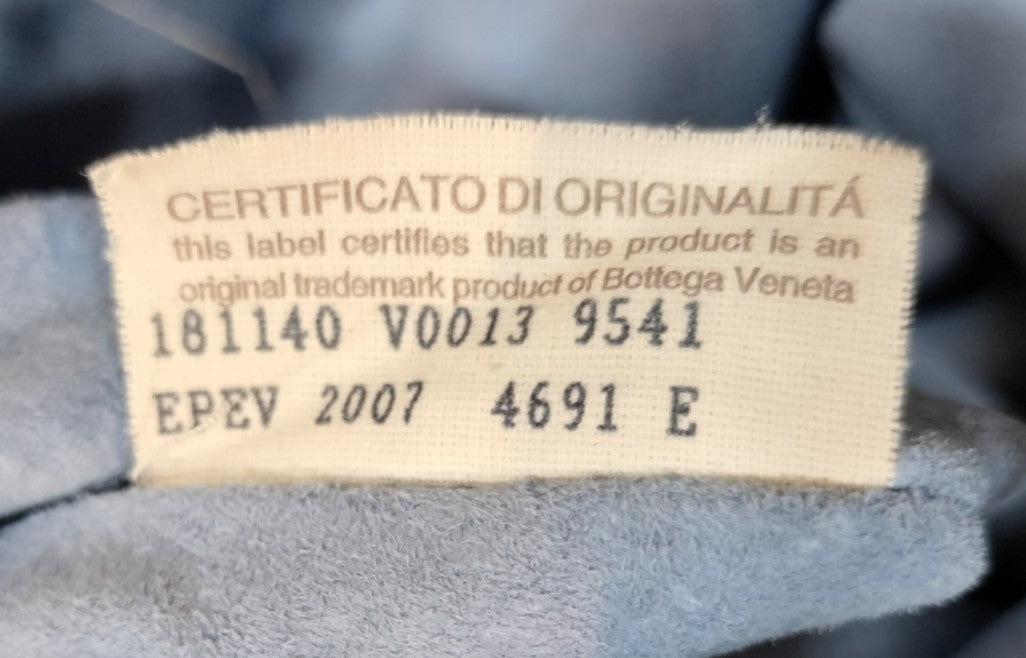 CERTIFICATO DI ORIGINALITÁ
this label certifies that the product is an
original trademark product of Bottega Veneta
181140 V0013 9541
EPEV 2007 4691 E